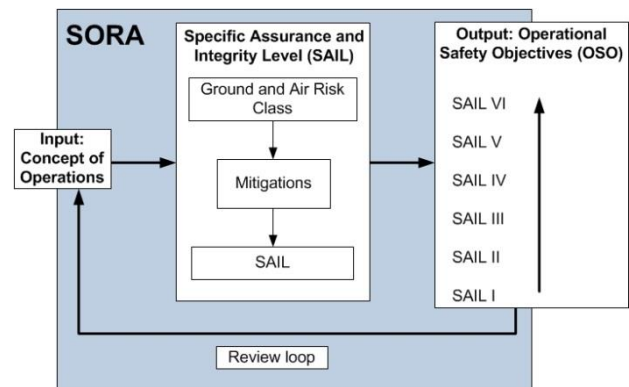 SORA
Input:
Concept of
Operations
Specific Assurance and
Integrity Level (SAIL)
Ground and Air Risk
Class
Mitigations
SAIL
Output: Operational
Safety Objectives (OSO)
SAIL VI
SAIL V
SAIL IV
SAIL III
SAIL II
SAIL I
Review loop